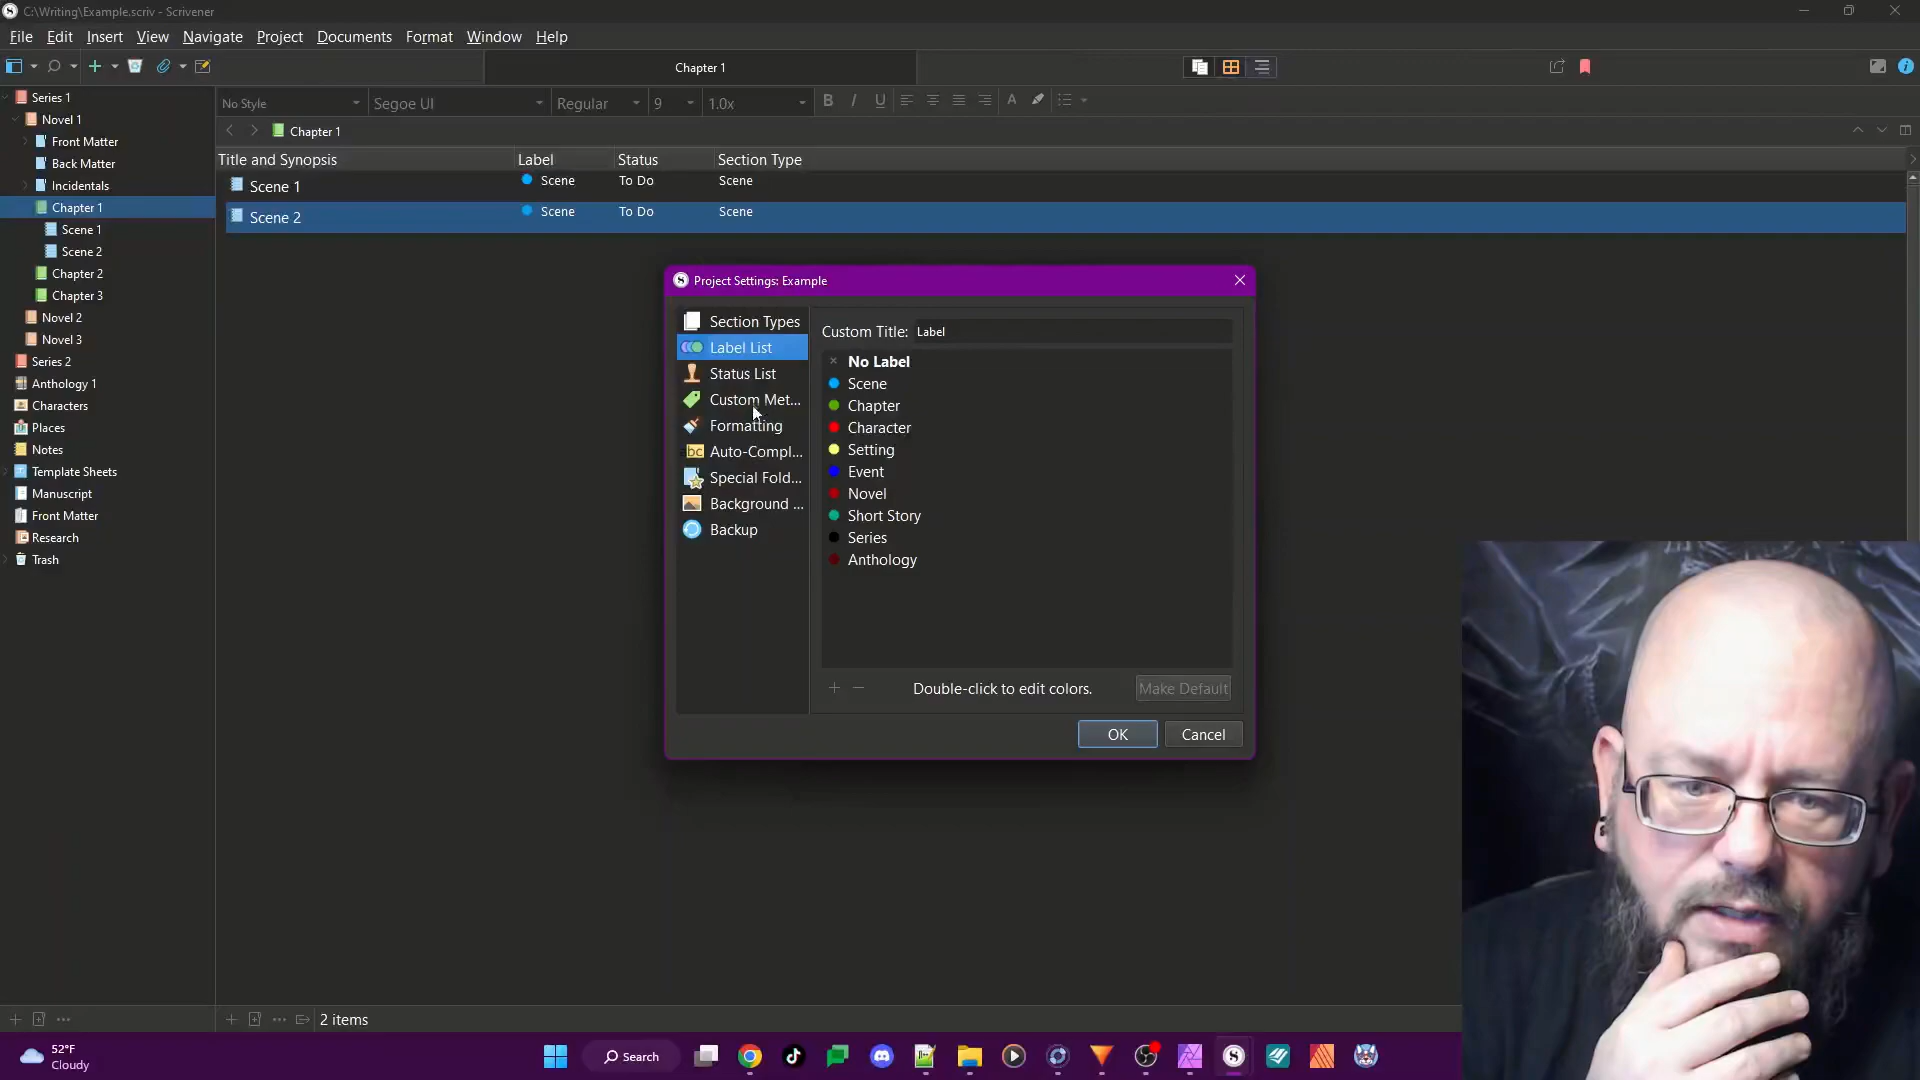 C:\Writing\Example.scriv - Scrivener
File Edit Insert View Navigate Project Documents Format Window Help
Chapter 1
No Style Segoe UI Regular 9 1.0x B I U A
Chapter 1
Series 1
Novel 1
Front Matter
Back Matter
Incidentals
Chapter 1
Scene 1
Scene 2
Chapter 2
Chapter 3
Novel 2
Novel 3
Series 2
Anthology 1
Characters
Places
Notes
Template Sheets
Manuscript
Front Matter
Research
Trash
Title and Synopsis Label Status Section Type
Scene 1 Scene To Do Scene
Scene 2 Scene To Do Scene
Project Settings: Example
Section Types
Label List
Status List
Custom Met...
Formatting
abc Auto-Compl...
Special Fold...
Background ...
Backup
Custom Title: Label
No Label
Scene
Chapter
Character
Setting
Event
Novel
Short Story
Series
Anthology
Double-click to edit colors. Make Default
OK Cancel
2 items
52°F
Cloudy
Search